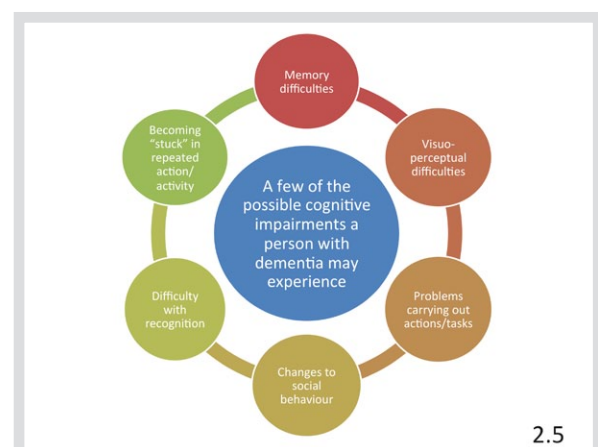 Memory
difficulties
Visuo-
perceptual
difficulties
Problems
carrying out
actions/tasks
Changes to
social
behaviour
Difficulty
with
recognition
Becoming
"stuck" in
repeated
action/
activity
A few of the
possible cognitive
impairments a
person with
dementia may
experience
2.5